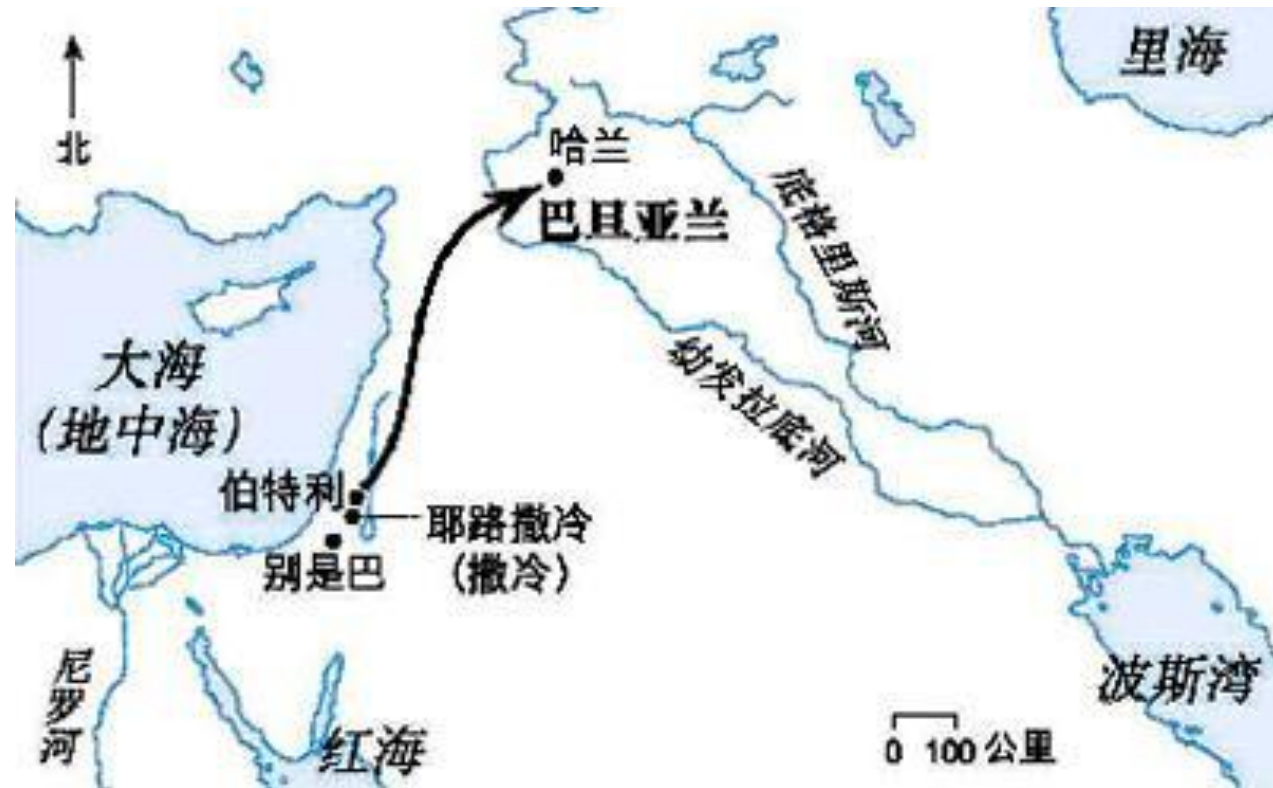 里海
北
哈兰
巴旦亚兰
底格里斯河
大海
（地中海）
幼发拉底河
伯特利
耶路撒冷
（撒冷）
别是巴
尼罗河
红海
波斯湾
0 100 公里